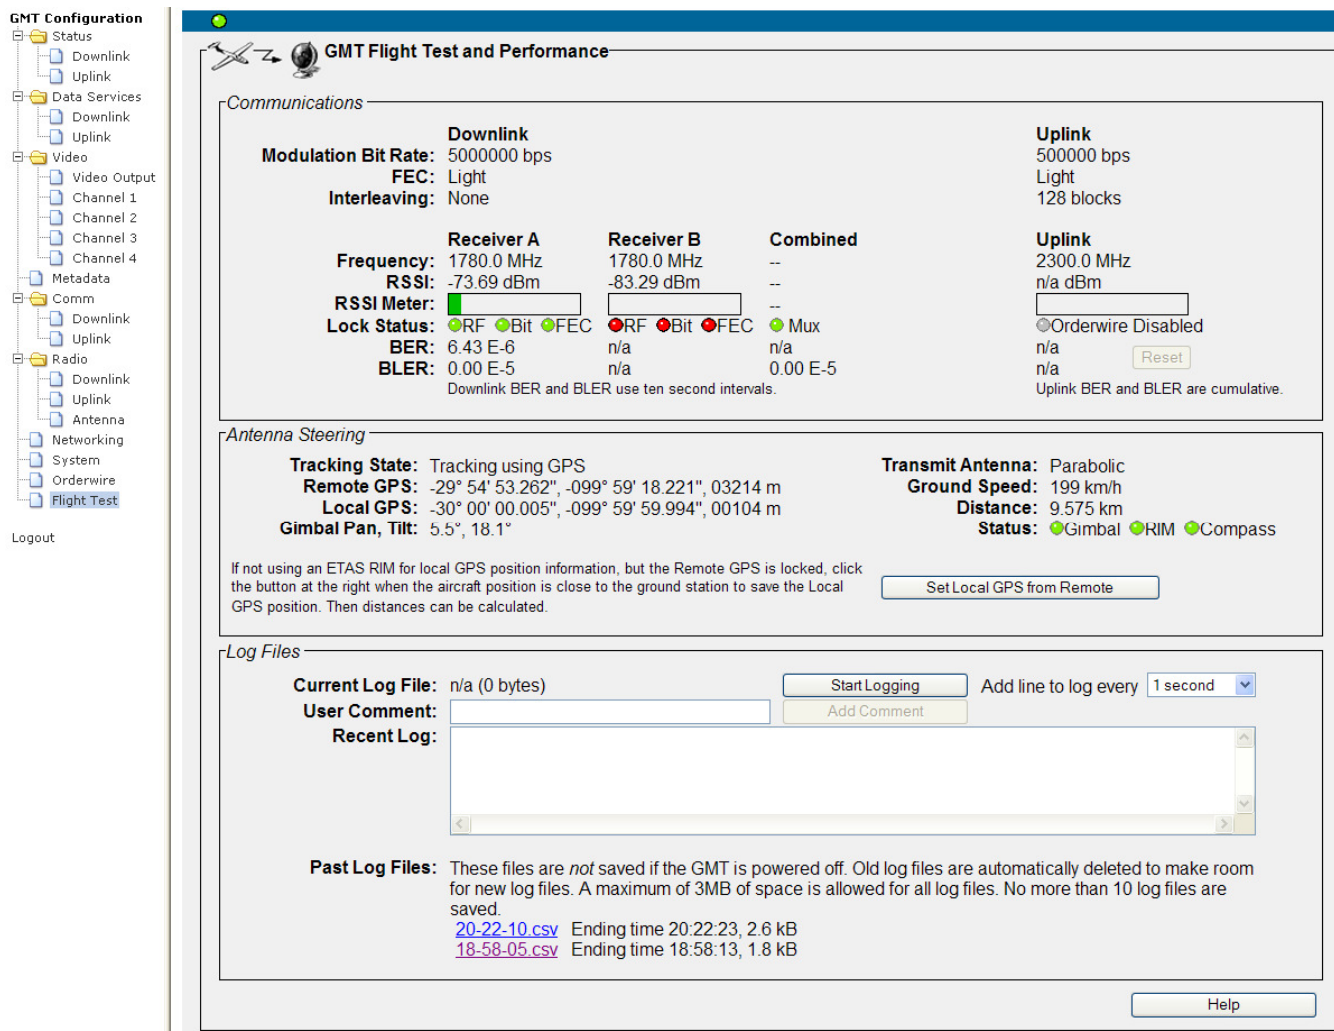 GMT Configuration
Status
Downlink
Uplink
Data Services
Downlink
Uplink
Video
Video Output
Channel 1
Channel 2
Channel 3
Channel 4
Metadata
Comm
Downlink
Uplink
Radio
Downlink
Uplink
Antenna
Networking
System
Orderwire
Flight Test
Logout
GMT Flight Test and Performance
Communications
Downlink Uplink
Modulation Bit Rate: 5000000 bps 500000 bps
FEC: Light Light
Interleaving: None 128 blocks
Receiver A Receiver B Combined Uplink
Frequency: 1780.0 MHz 1780.0 MHz -- 2300.0 MHz
RSSI: -73.69 dBm -83.29 dBm -- n/a dBm
RSSI Meter: --
Lock Status: RF Bit FEC RF Bit FEC Mux Orderwire Disabled
BER: 6.43 E-6 n/a n/a n/a
Reset
BLER: 0.00 E-5 n/a 0.00 E-5 n/a
Downlink BER and BLER use ten second intervals. Uplink BER and BLER are cumulative.
Antenna Steering
Tracking State: Tracking using GPS Transmit Antenna: Parabolic
Remote GPS: -29° 54' 53.262", -099° 59' 18.221", 03214 m Ground Speed: 199 km/h
Local GPS: -30° 00' 00.005", -099° 59' 59.994", 00104 m Distance: 9.575 km
Gimbal Pan, Tilt: 5.5°, 18.1° Status: Gimbal RIM Compass
If not using an ETAS RIM for local GPS position information, but the Remote GPS is locked, click
the button at the right when the aircraft position is close to the ground station to save the Local
GPS position. Then distances can be calculated.
Set Local GPS from Remote
Log Files
Current Log File: n/a (0 bytes) Start Logging Add line to log every 1 second
User Comment: Add Comment
Recent Log:
Past Log Files: These files are not saved if the GMT is powered off. Old log files are automatically deleted to make room
for new log files. A maximum of 3MB of space is allowed for all log files. No more than 10 log files are
saved.
20-22-10.csv Ending time 20:22:23, 2.6 kB
18-58-05.csv Ending time 18:58:13, 1.8 kB
Help